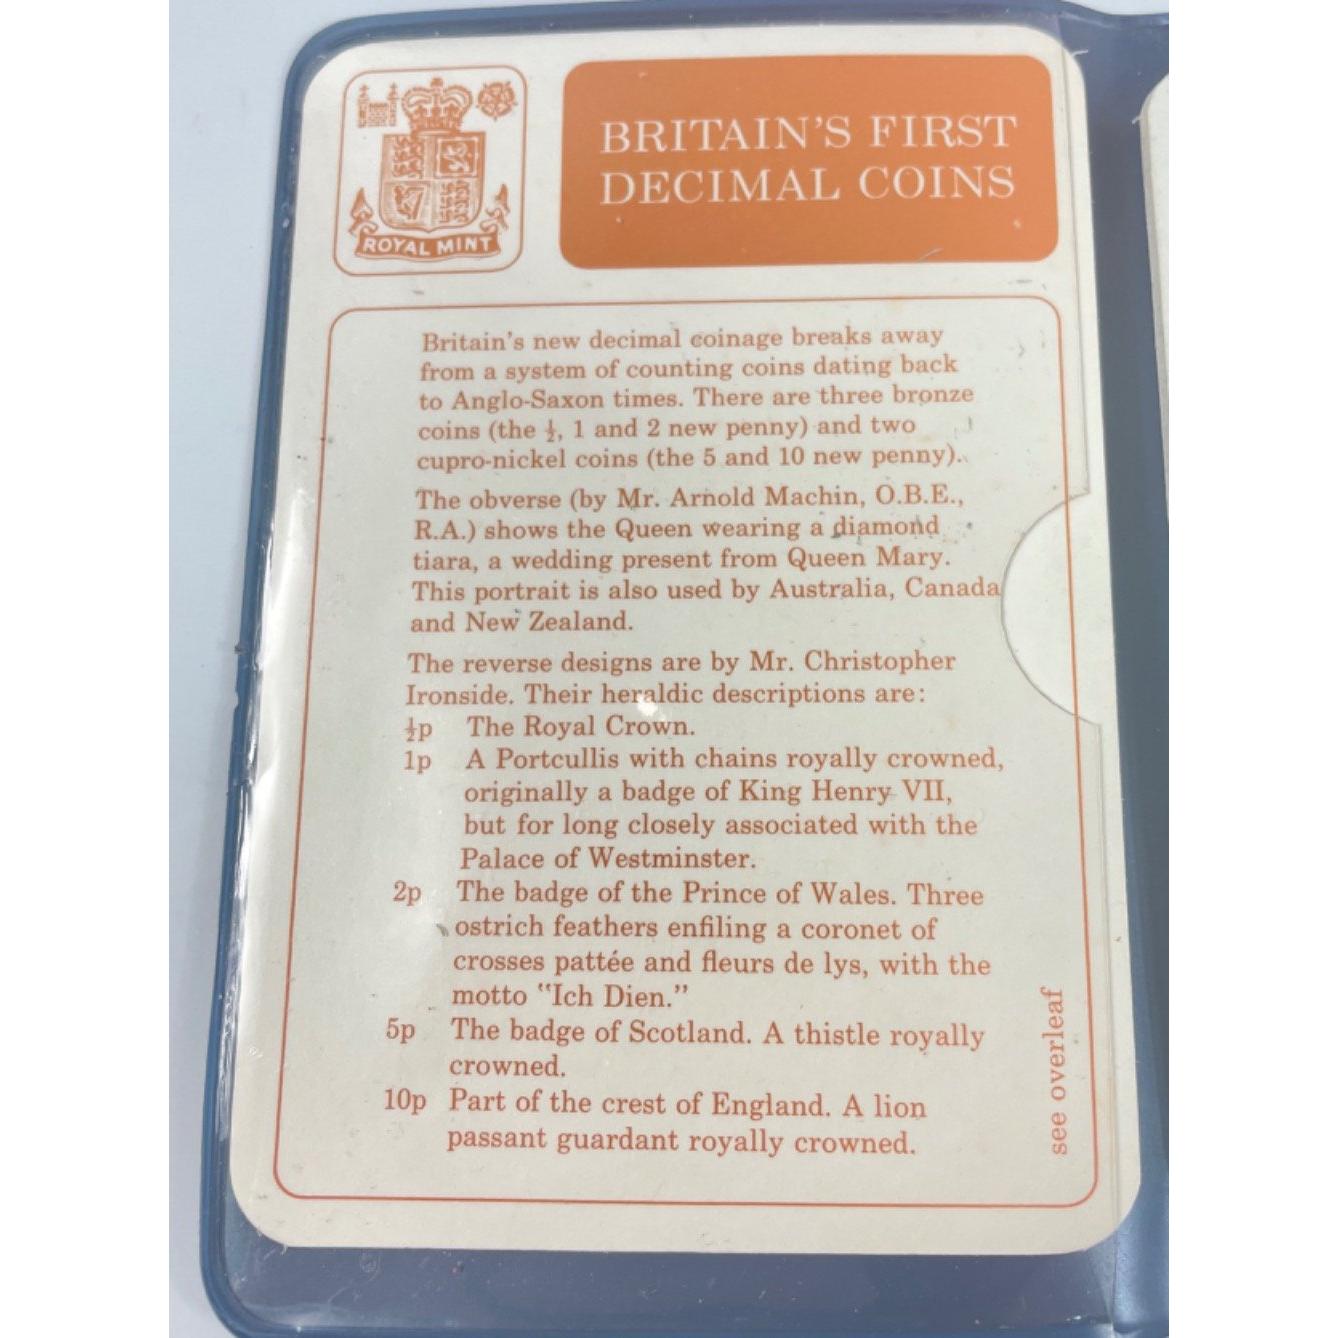 ROYAL MINT
BRITAIN'S FIRST
DECIMAL COINS
Britain's new decimal coinage breaks away
from a system of counting coins dating back
to Anglo-Saxon times. There are three bronze
coins (the ½, 1 and 2 new penny) and two
cupro-nickel coins (the 5 and 10 new penny).
The obverse (by Mr. Arnold Machin, O.B.E.,
R.A.) shows the Queen wearing a diamond
tiara, a wedding present from Queen Mary.
This portrait is also used by Australia, Canada
and New Zealand.
The reverse designs are by Mr. Christopher
Ironside. Their heraldic descriptions are:
½p The Royal Crown.
1p A Portcullis with chains royally crowned,
originally a badge of King Henry VII,
but for long closely associated with the
Palace of Westminster.
2p The badge of the Prince of Wales. Three
ostrich feathers enfiling a coronet of
crosses pattée and fleurs de lys, with the
motto "Ich Dien."
5p The badge of Scotland. A thistle royally
crowned.
10p Part of the crest of England. A lion
passant guardant royally crowned.
see overleaf